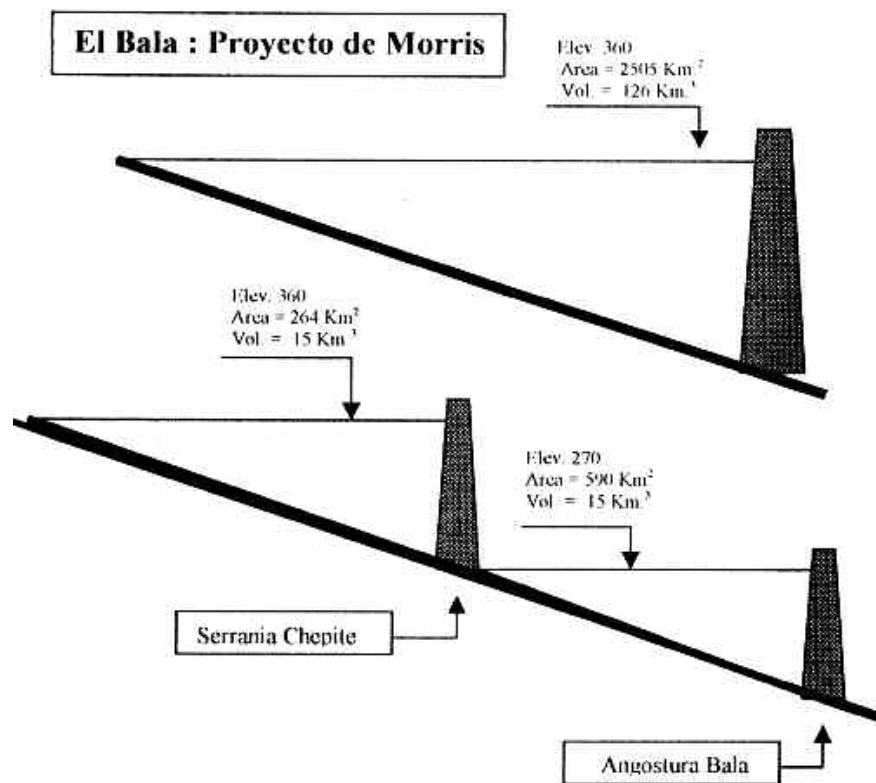 El Bala : Proyecto de Morris
Elev. 360
Area = 2505 Km.²
Vol. = 126 Km.³
Elev. 360
Area = 264 Km²
Vol. = 15 Km.³
Elev. 270
Area = 590 Km²
Vol. = 15 Km.³
Serrania Chepite
Angostura Bala